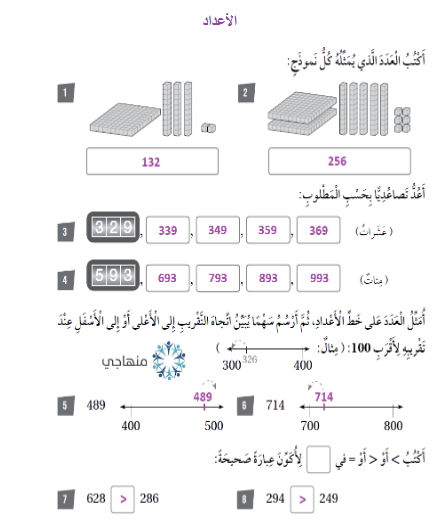 الأعداد
أَكْتُبُ الْعَدَدَ الَّذِي يُمَثِّلُهُ كُلُّ نَموذَجٍ:
1
132
2
256
أَعُدُّ تَصاعُدِيًّا بِحَسْبِ الْمَطْلوبِ:
3 329, 339, 349, 359, 369 (عَشَراتٌ)
4 593, 693, 793, 893, 993 (مِئاتٌ)
أُمَثِّلُ الْعَدَدَ عَلى خَطِّ الْأَعْدادِ، ثُمَّ أَرْسُمُ سَهْمًا يُبَيِّنُ اتِّجاهَ التَّقْريبِ إِلى الْأَعْلى أَوْ إِلى الْأَسْفَلِ عِنْدَ
تَقْريبِهِ لِأَقْرَبِ 100: ( مِثالٌ: 300 326 400 )
منهاجي
5 489 400 489 500
6 714 700 714 800
أَكْتُبُ > أَوْ < أَوْ = في لِأُكَوِّنَ عِبارَةً صَحيحَةً:
7 628 > 286
8 294 > 249